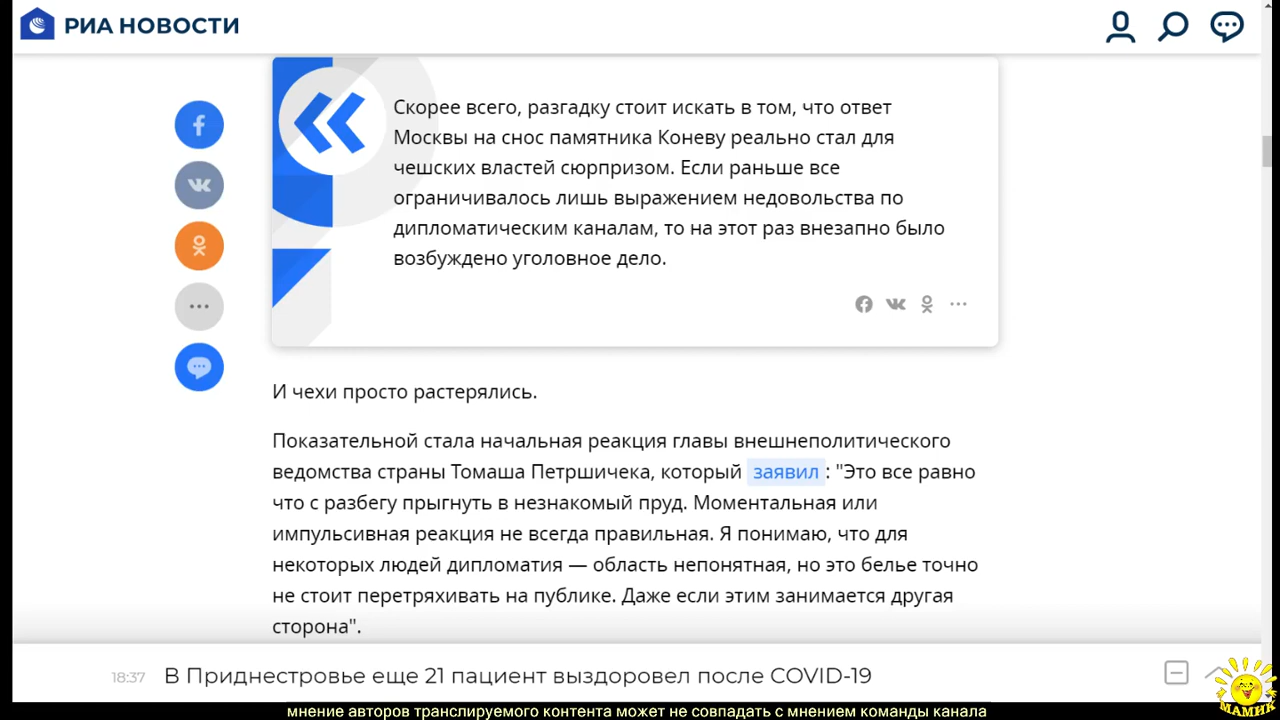 РИА НОВОСТИ
Скорее всего, разгадку стоит искать в том, что ответ
Москвы на снос памятника Коневу реально стал для
чешских властей сюрпризом. Если раньше все
ограничивалось лишь выражением недовольства по
дипломатическим каналам, то на этот раз внезапно было
возбуждено уголовное дело.
И чехи просто растерялись.
Показательной стала начальная реакция главы внешнеполитического
ведомства страны Томаша Петршичека, который заявил: "Это все равно
что с разбегу прыгнуть в незнакомый пруд. Моментальная или
импульсивная реакция не всегда правильная. Я понимаю, что для
некоторых людей дипломатия — область непонятная, но это белье точно
не стоит перетряхивать на публике. Даже если этим занимается другая
сторона".
18:37 В Приднестровье еще 21 пациент выздоровел после COVID-19
МАМИК
мнение авторов транслируемого контента может не совпадать с мнением команды канала